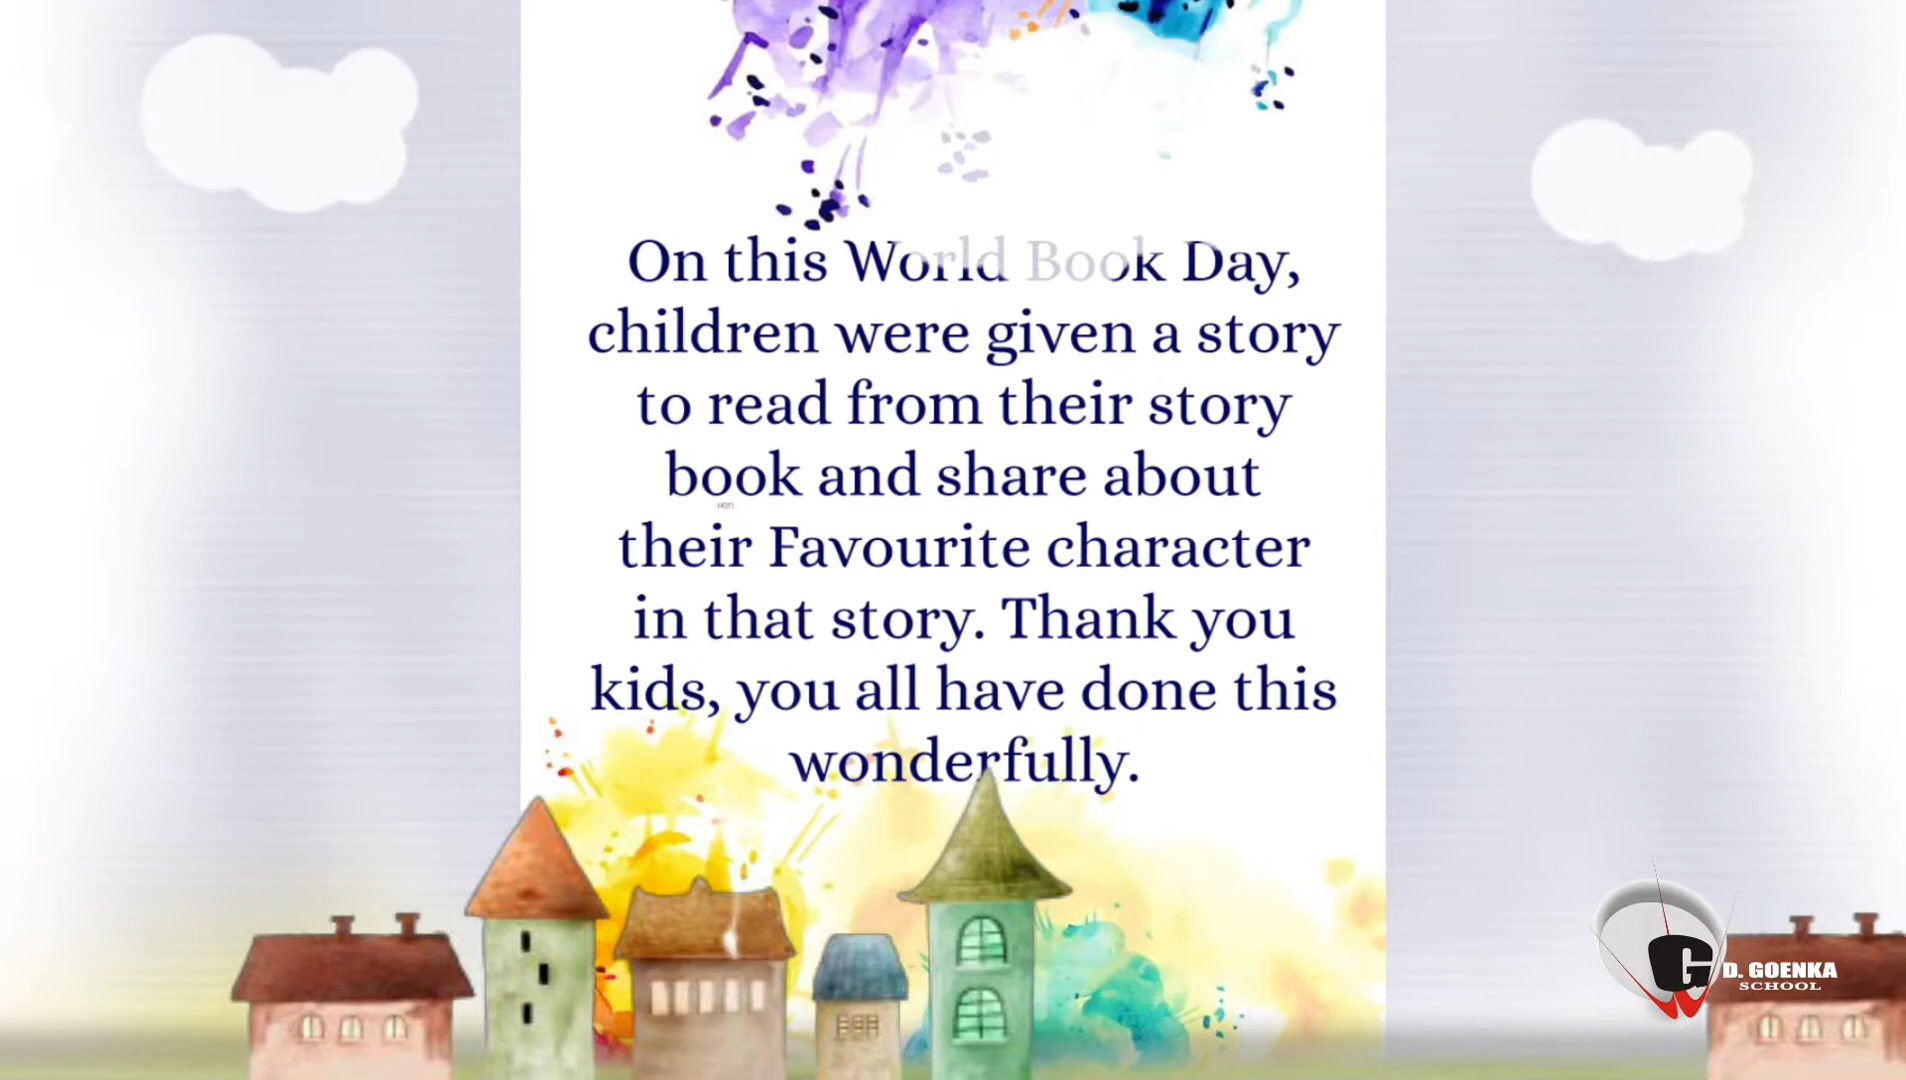 On this World Book Day,
children were given a story
to read from their story
book and share about
their Favourite character
in that story. Thank you
kids, you all have done this
wonderfully.
G D. GOENKA
SCHOOL